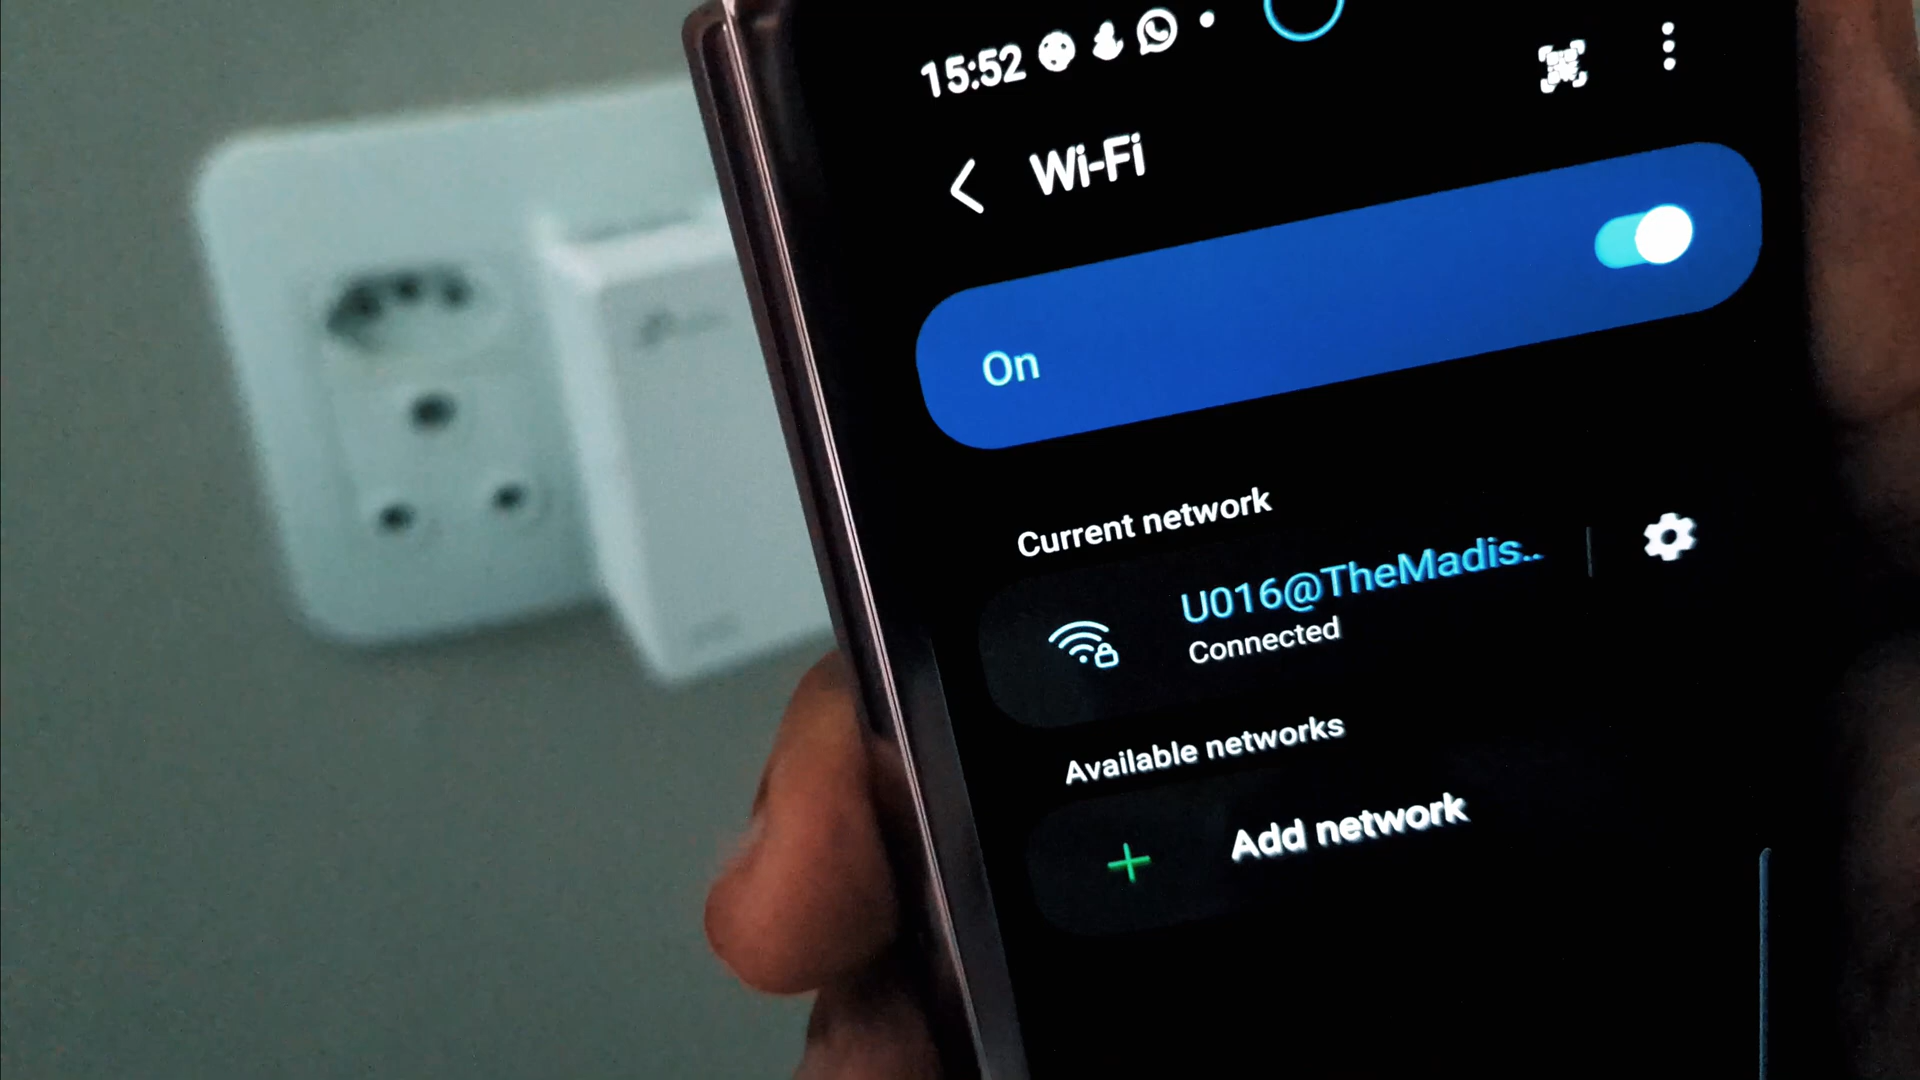 15:52
Wi-Fi
On
Current network
U016@TheMadis..
Connected
Available networks
Add network